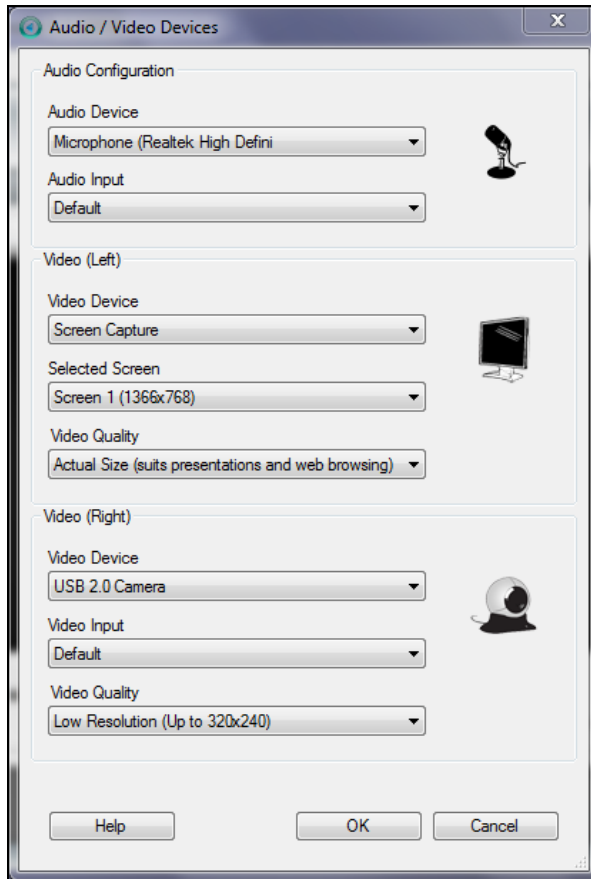 Audio / Video Devices
Audio Configuration
Audio Device
Microphone (Realtek High Defini
Audio Input
Default
Video (Left)
Video Device
Screen Capture
Selected Screen
Screen 1 (1366x768)
Video Quality
Actual Size (suits presentations and web browsing)
Video (Right)
Video Device
USB 2.0 Camera
Video Input
Default
Video Quality
Low Resolution (Up to 320x240)
Help OK Cancel